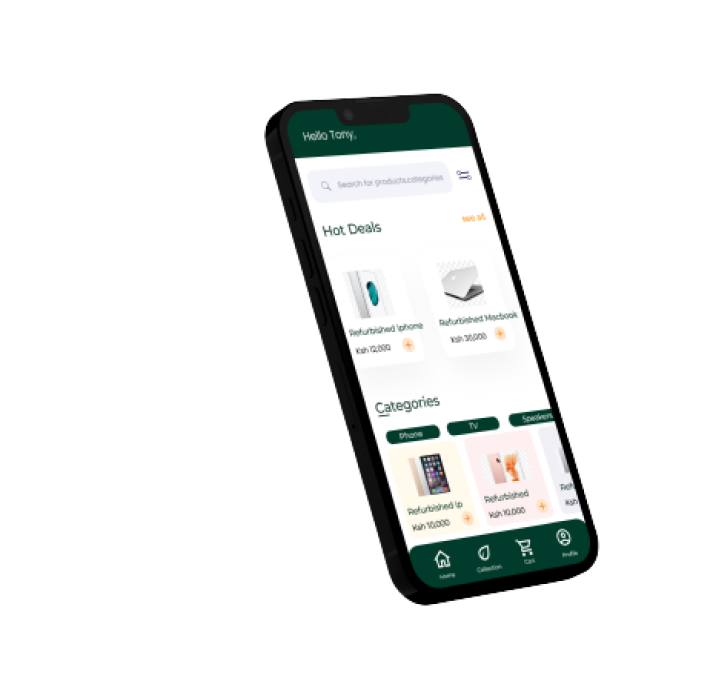 Hello Tony,
Search for products,categories
Hot Deals
see all
Refurbished Iphone
Refurbished Macbook
Ksh 12,000
Ksh 30,000
Categories
Phone
TV
Speakers
Refurbished Ip
Refurbished
Ref
Ksh 10,000
Ksh 10,000
Ksh
Home
Collection
Cart
Profile